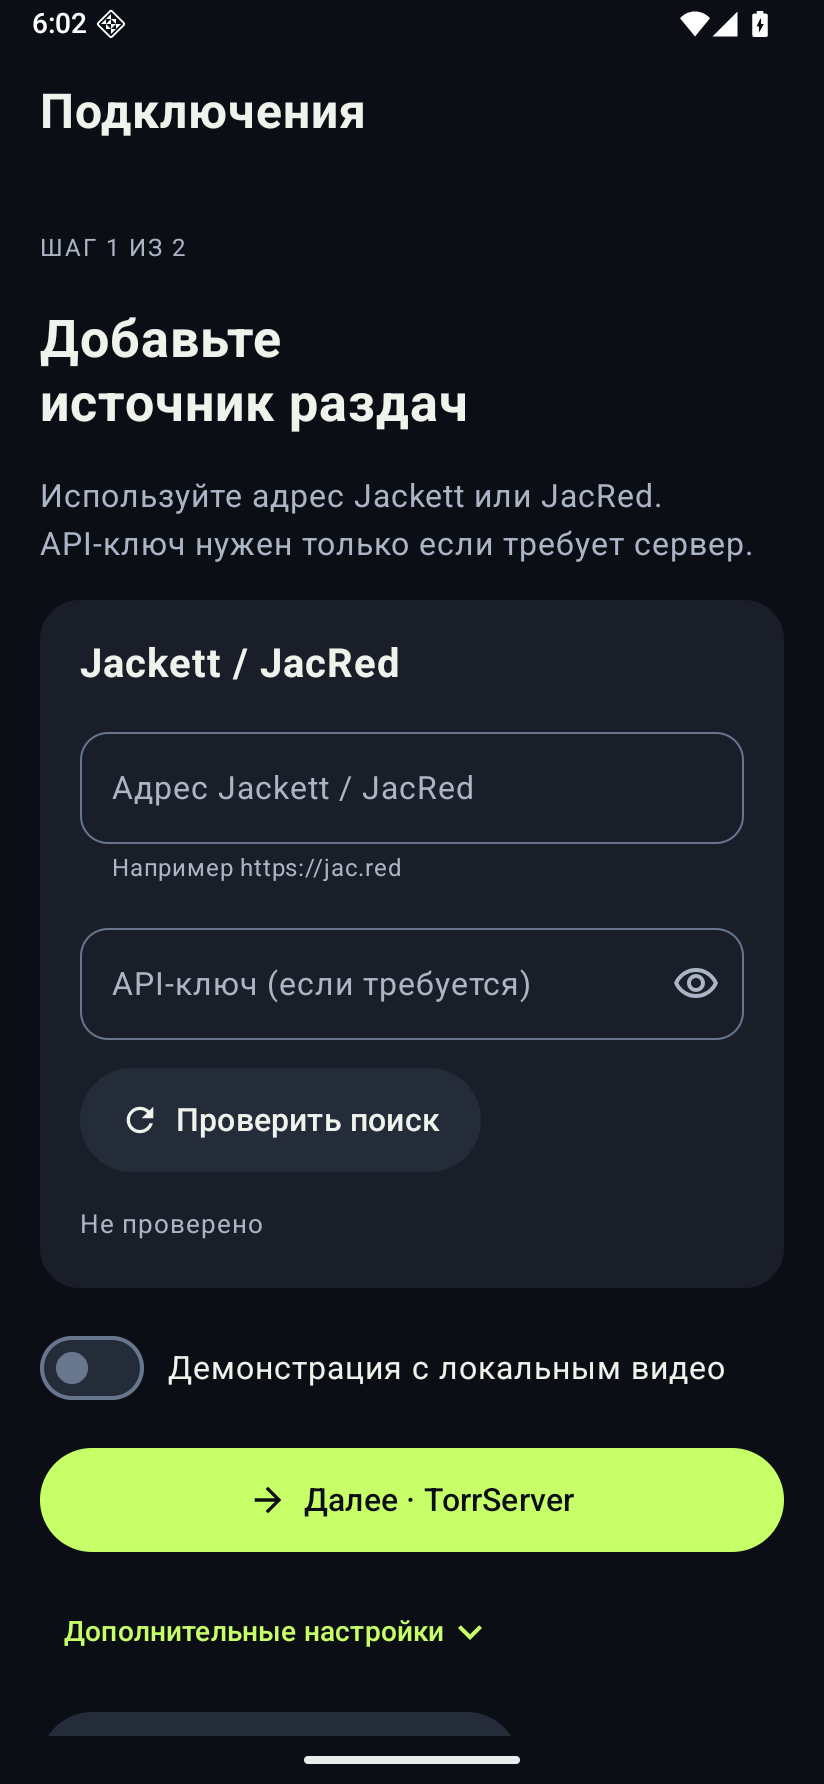 6:02
Подключения
ШАГ 1 ИЗ 2
Добавьте
источник раздач
Используйте адрес Jackett или JacRed.
API-ключ нужен только если требует сервер.
Jackett / JacRed
Адрес Jackett / JacRed
Например https://jac.red
API-ключ (если требуется)
Проверить поиск
Не проверено
Демонстрация с локальным видео
Далее · TorrServer
Дополнительные настройки